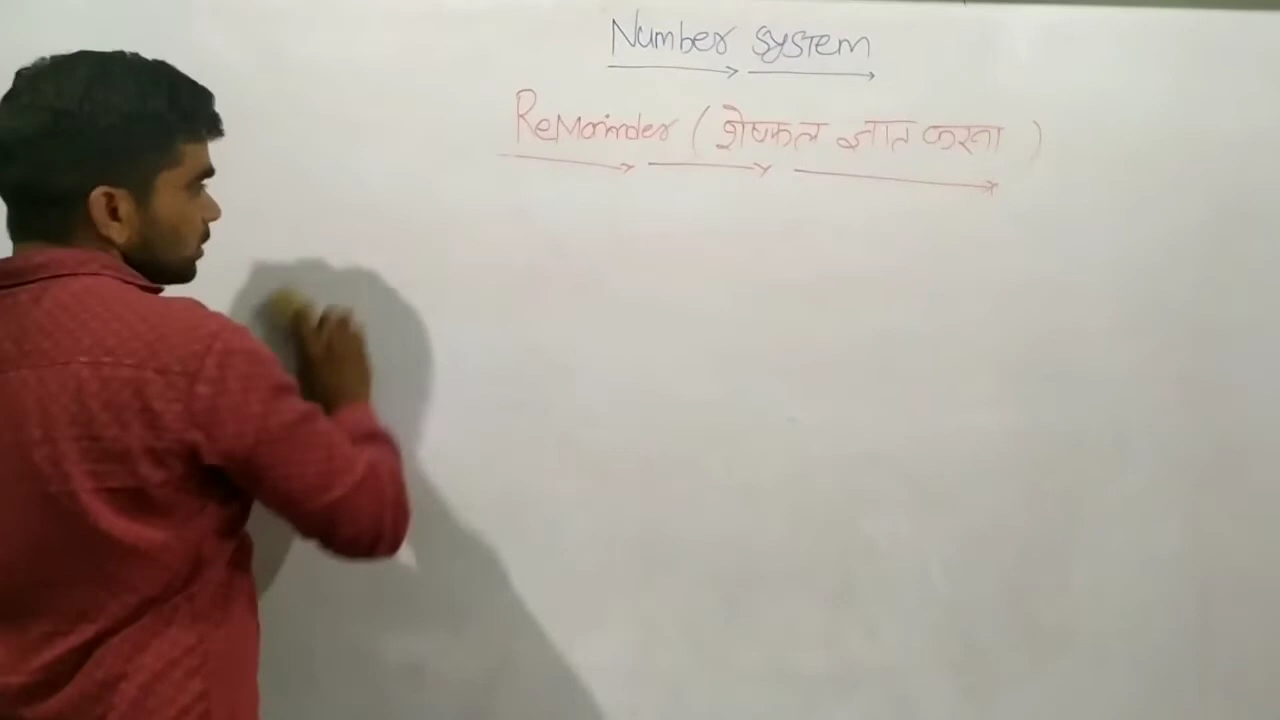 Number system
Remainder ( शेषफल ज्ञात करना )